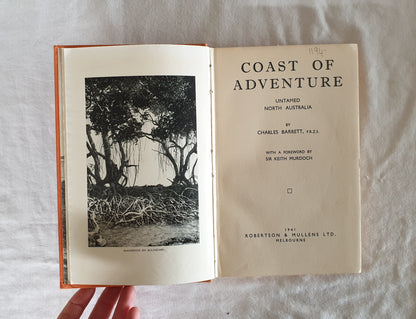 1194-
COAST OF
ADVENTURE
UNTAMED
NORTH AUSTRALIA
BY
CHARLES BARRETT, F.R.Z.S.
WITH A FOREWORD BY
SIR KEITH MURDOCH
1941
ROBERTSON & MULLENS LTD.
MELBOURNE